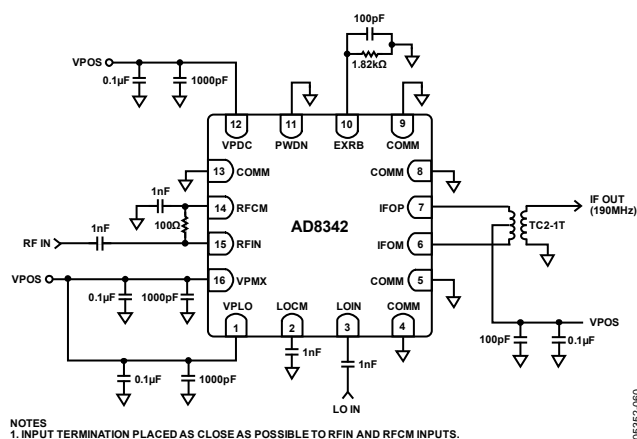 100pF
1.82kΩ
VPOS
0.1µF
1000pF
12
11
10
9
VPDC
PWDN
EXRB
COMM
13
COMM
COMM
8
1nF
14
RFCM
IFOP
7
IF OUT
(190MHz)
100Ω
AD8342
TC2-1T
1nF
RF IN
15
RFIN
IFOM
6
VPOS
16
VPMX
COMM
5
0.1µF
1000pF
VPLO
LOCM
LOIN
COMM
1
2
3
4
VPOS
100pF
0.1µF
1nF
1nF
0.1µF
1000pF
LO IN
NOTES
1. INPUT TERMINATION PLACED AS CLOSE AS POSSIBLE TO RFIN AND RFCM INPUTS.
05352-060